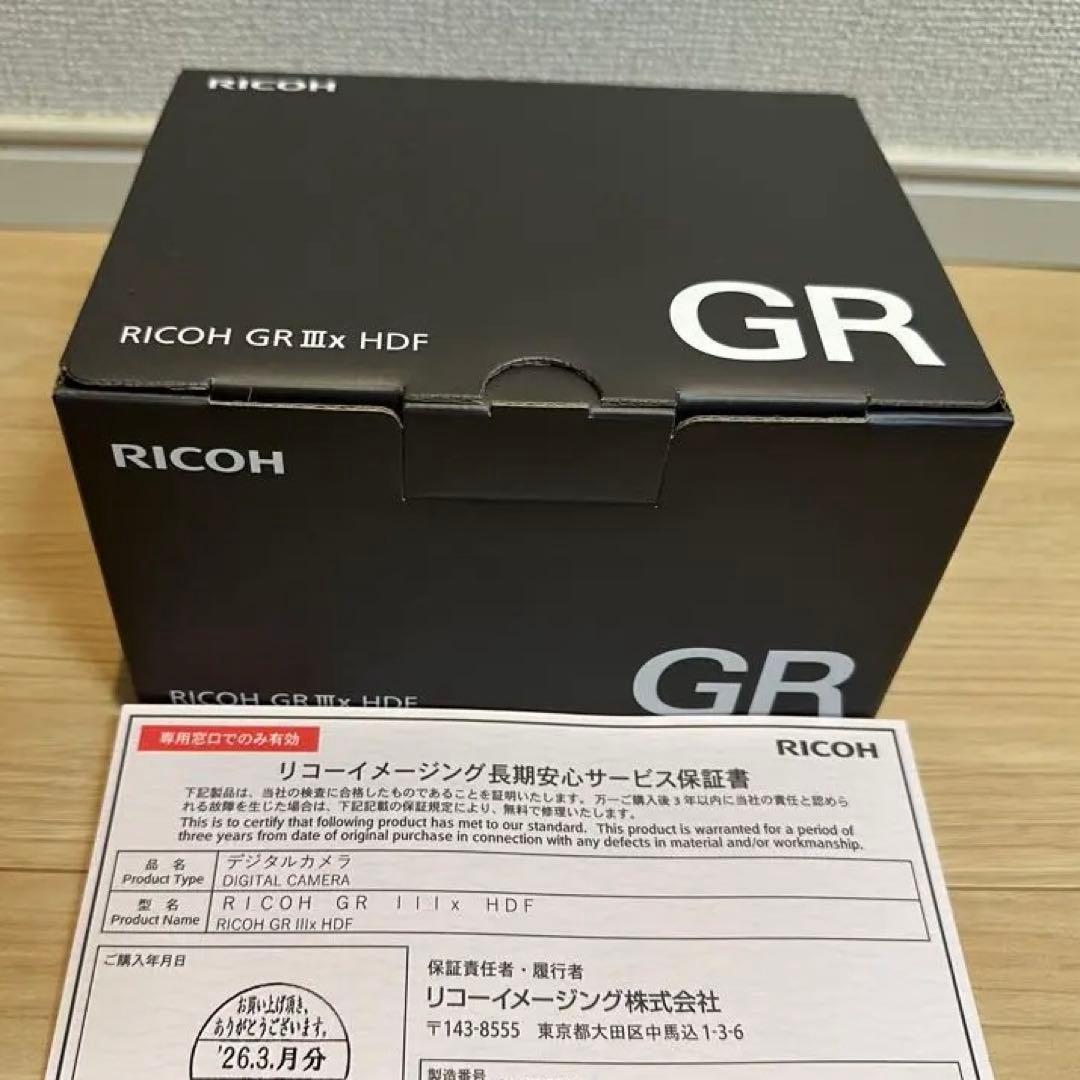 RICOH
GR
RICOH GR IIIx HDF
RICOH
GR
RICOH GR IIIx HDF
専用窓口でのみ有効
RICOH
リコーイメージング長期安心サービス保証書
下記製品は、当社の検査に合格したものであることを証明いたします。万一ご購入後3年以内に当社の責任と認めら
れる故障を生じた場合は、下記記載の保証規定により、無料で修理いたします。
This is to certify that following product has met to our standard. This product is warranted for a period of
three years from date of original purchase in connection with any defects in material and/or workmanship.
品 名 デジタルカメラ
Product Type DIGITAL CAMERA
型 名 RICOH GR IIIx HDF
Product Name RICOH GR IIIx HDF
ご購入年月日
お買い上げ頂き、
ありがとうございます。
'26.3.月分
保証責任者・履行者
リコーイメージング株式会社
〒143-8555 東京都大田区中馬込1-3-6
製造番号